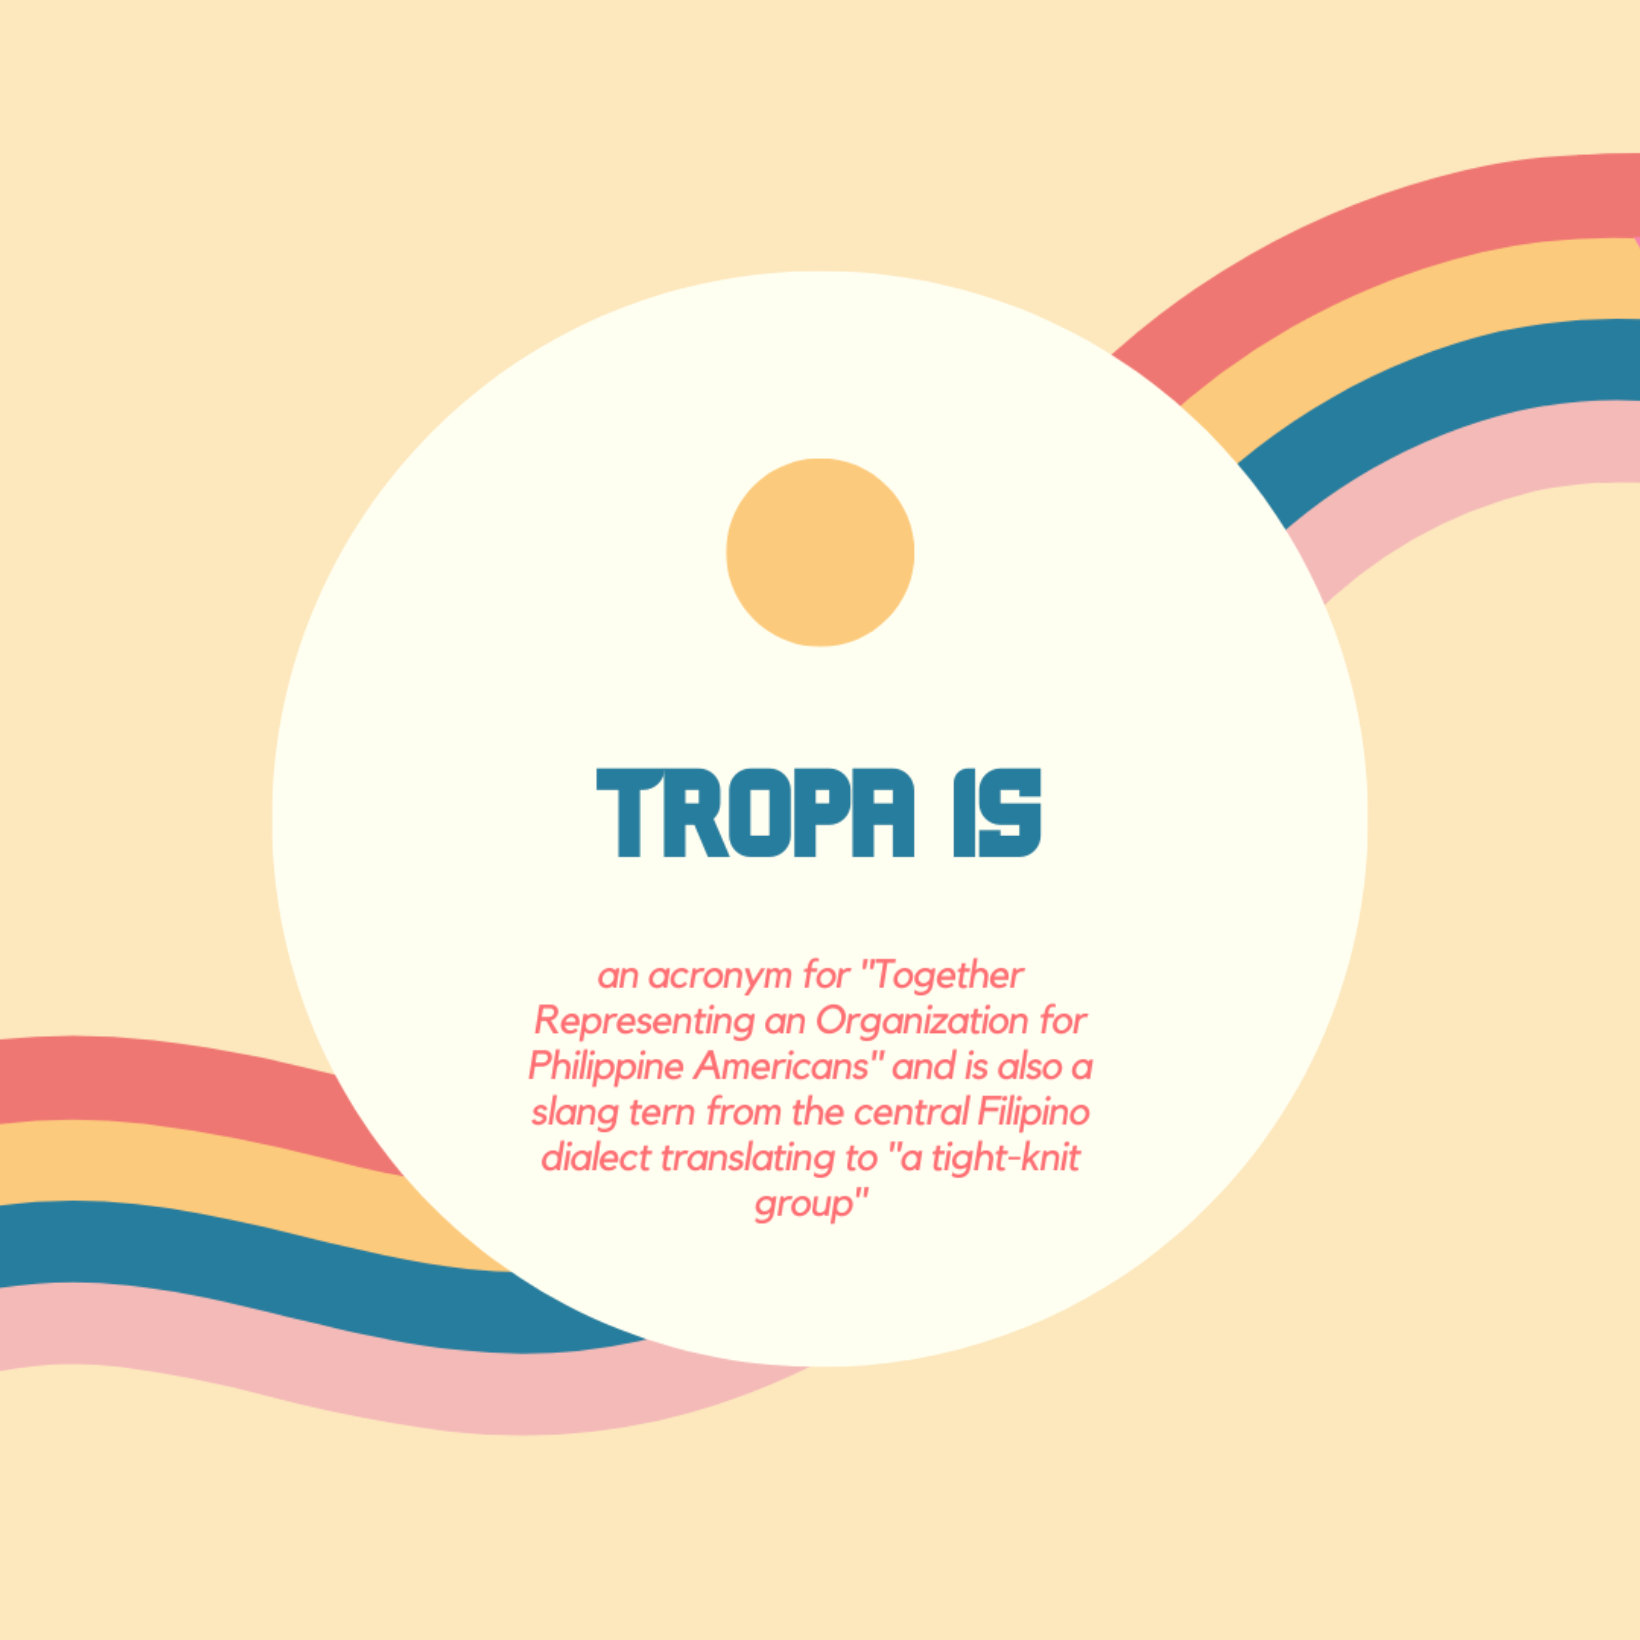 TROPA IS
an acronym for "Together
Representing an Organization for
Philippine Americans" and is also a
slang tern from the central Filipino
dialect translating to "a tight-knit
group"